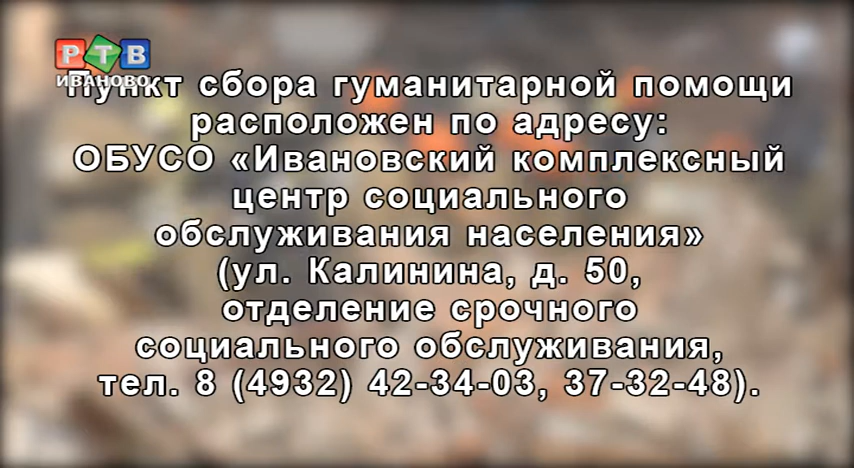 РТВ
ИВАНОВО
Пункт сбора гуманитарной помощи
расположен по адресу:
ОБУСО «Ивановский комплексный
центр социального
обслуживания населения»
(ул. Калинина, д. 50,
отделение срочного
социального обслуживания,
тел. 8 (4932) 42-34-03, 37-32-48).